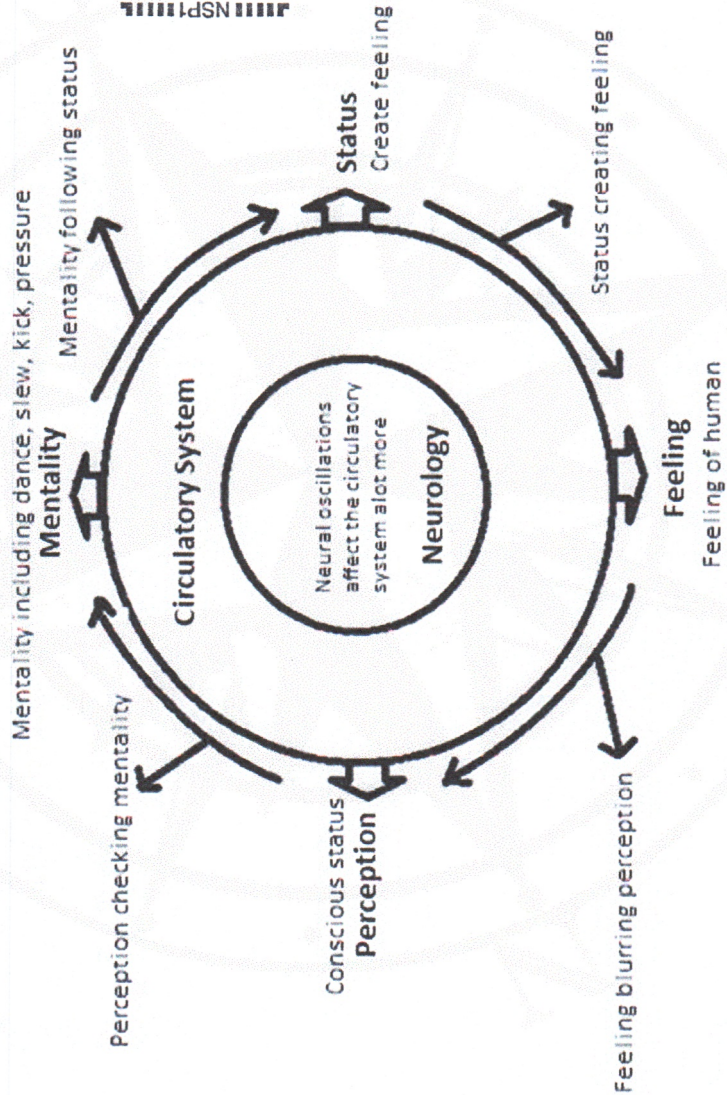 Mentality including dance, slew, kick, pressure
Mentality
Mentality following status
Perception checking mentality
Circulatory System
Neural oscillations
affect the circulatory
system alot more
Neurology
Conscious status
Perception
Status
Create feeling
Status creating feeling
Feeling blurring perception
Feeling
Feeling of human
NSP1